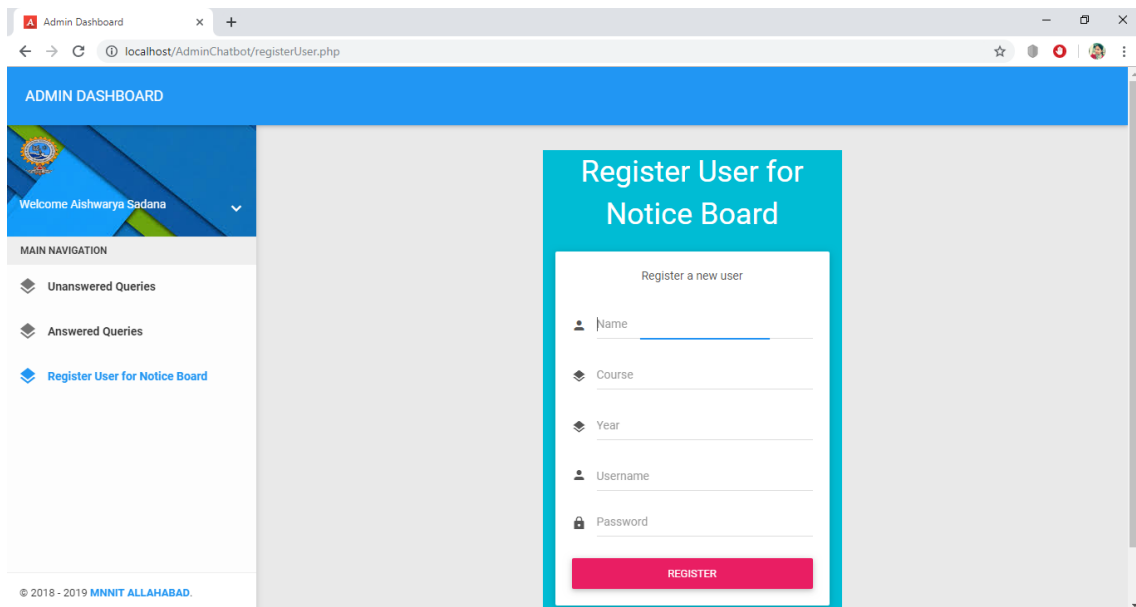 Admin Dashboard
localhost/AdminChatbot/registerUser.php
ADMIN DASHBOARD
Welcome Aishwarya Sadana
MAIN NAVIGATION
Unanswered Queries
Answered Queries
Register User for Notice Board
© 2018 - 2019 MNNIT ALLAHABAD.
Register User for
Notice Board
Register a new user
Name
Course
Year
Username
Password
REGISTER